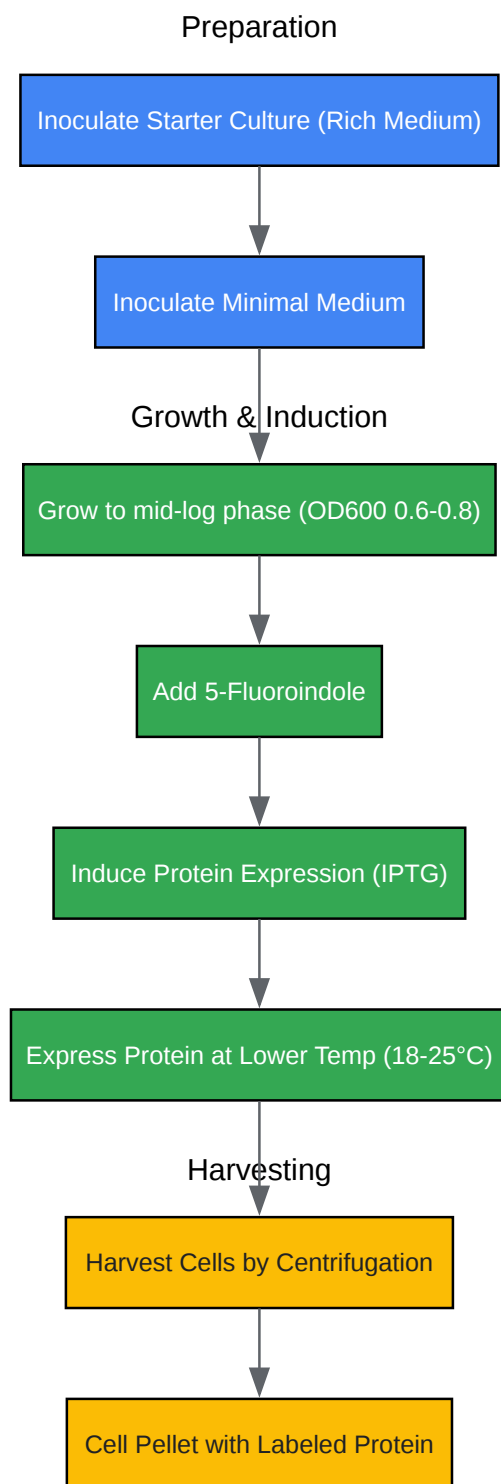 Preparation
Inoculate Starter Culture (Rich Medium)
Inoculate Minimal Medium
Growth & Induction
Grow to mid-log phase (OD600 0.6-0.8)
Add 5-Fluoroindole
Induce Protein Expression (IPTG)
Express Protein at Lower Temp (18-25°C)
Harvesting
Harvest Cells by Centrifugation
Cell Pellet with Labeled Protein